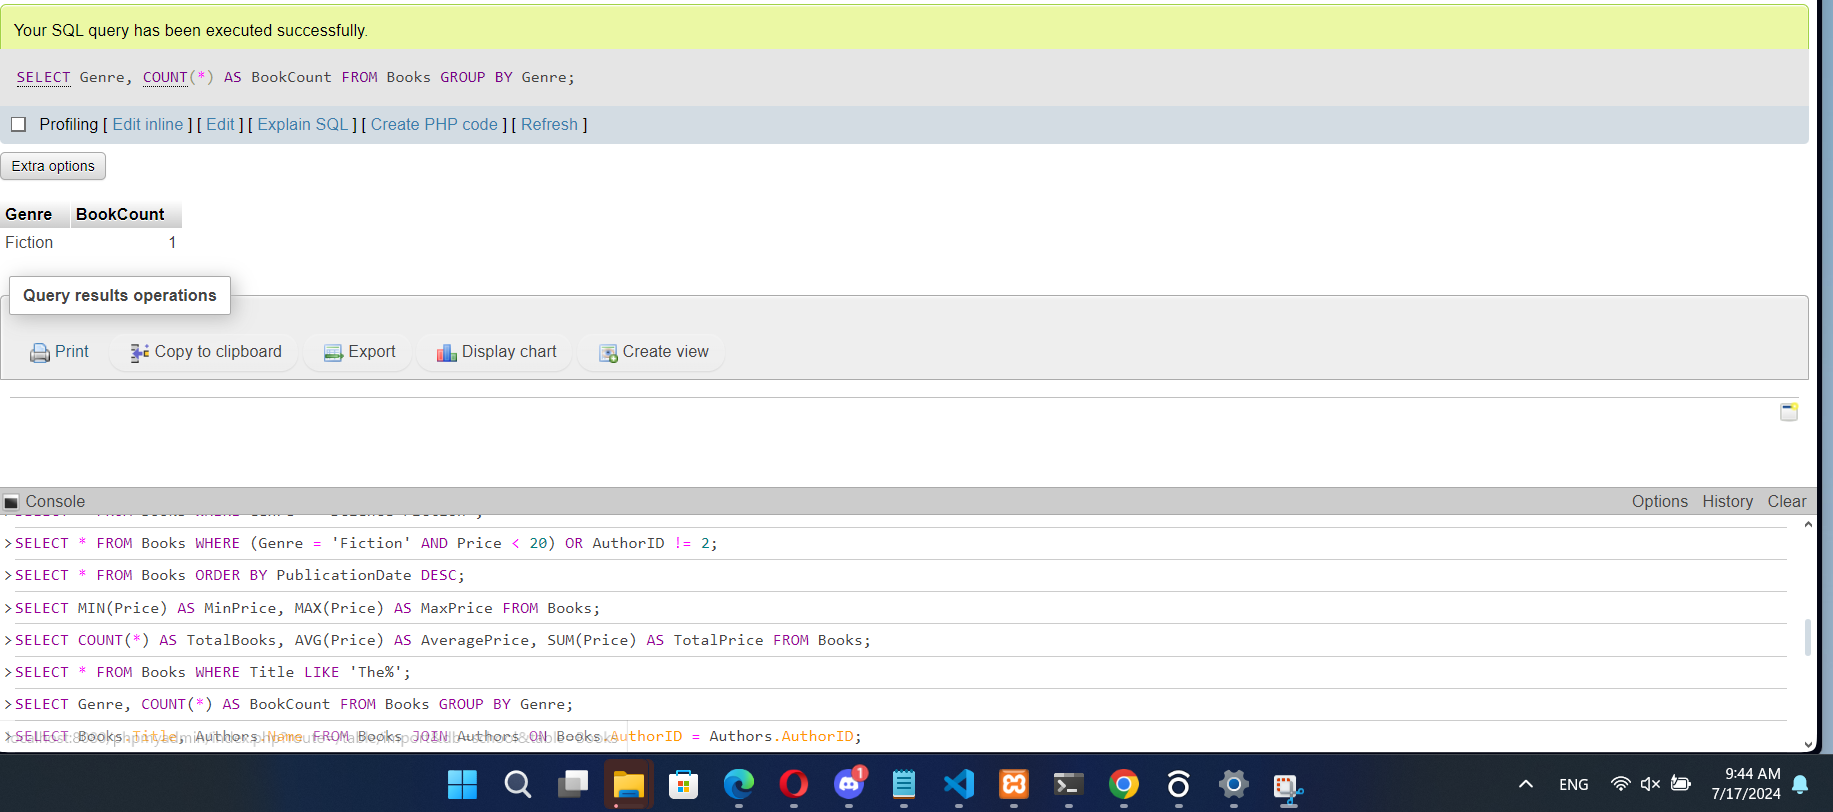 Your SQL query has been executed successfully.
SELECT Genre, COUNT(*) AS BookCount FROM Books GROUP BY Genre;
Profiling [ Edit inline ] [ Edit ] [ Explain SQL ] [ Create PHP code ] [ Refresh ]
Extra options
Genre BookCount
Fiction 1
Query results operations
Print Copy to clipboard Export Display chart Create view
Console Options History Clear
>SELECT * FROM Books WHERE (Genre = 'Fiction' AND Price < 20) OR AuthorID != 2;
>SELECT * FROM Books ORDER BY PublicationDate DESC;
>SELECT MIN(Price) AS MinPrice, MAX(Price) AS MaxPrice FROM Books;
>SELECT COUNT(*) AS TotalBooks, AVG(Price) AS AveragePrice, SUM(Price) AS TotalPrice FROM Books;
>SELECT * FROM Books WHERE Title LIKE 'The%';
>SELECT Genre, COUNT(*) AS BookCount FROM Books GROUP BY Genre;
>SELECT Books.Title, Authors.Name FROM Books JOIN Authors ON Books.AuthorID = Authors.AuthorID;
1
ENG
9:44 AM
7/17/2024